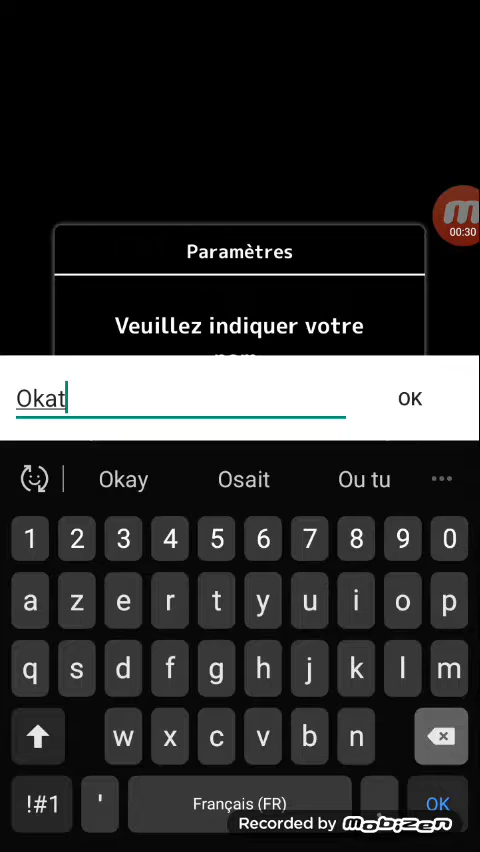 00:30
Paramètres
Veuillez indiquer votre
nom
Okat
OK
Okay Osait Ou tu
1 2 3 4 5 6 7 8 9 0
a z e r t y u i o p
q s d f g h j k l m
w x c v b n
!#1 ' Français (FR) OK
Recorded by mobizen